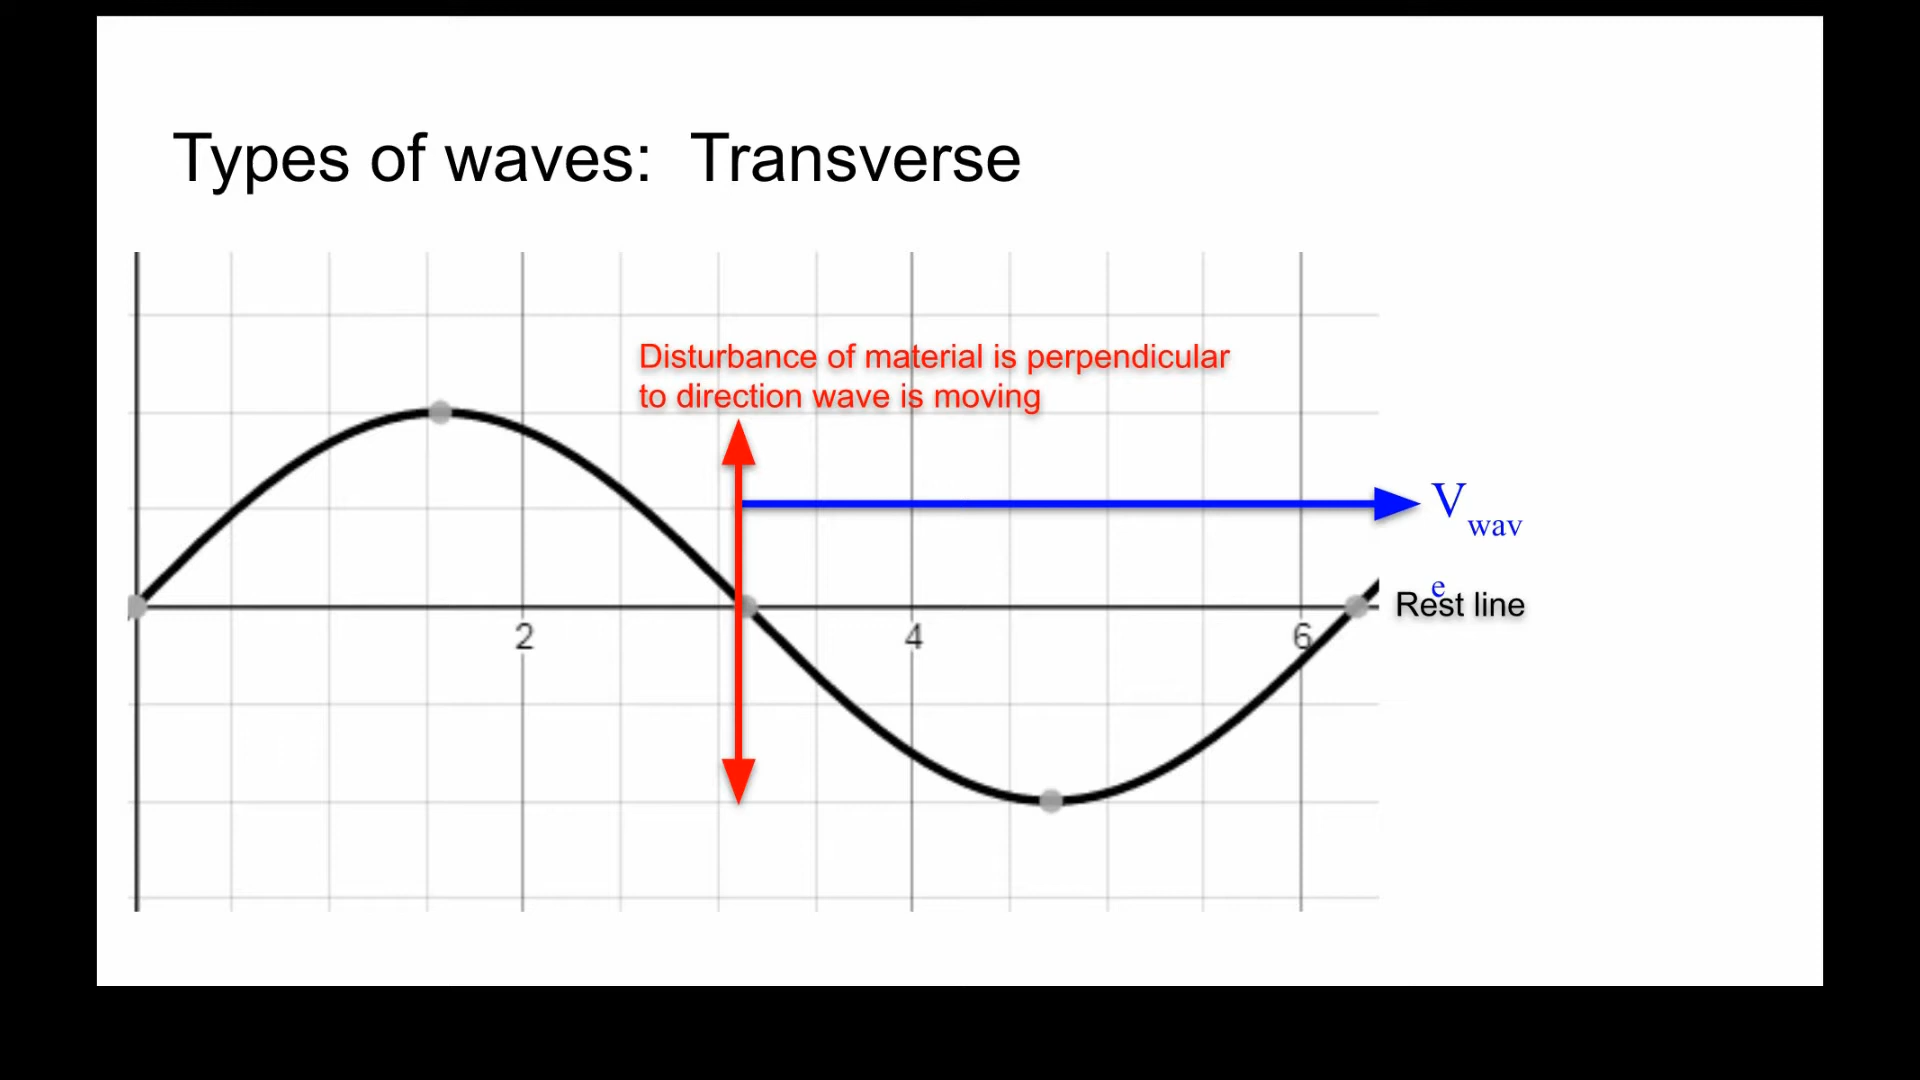 Types of waves:  Transverse
Disturbance of material is perpendicular
to direction wave is moving
V wav
e
Rest line
2
4
6